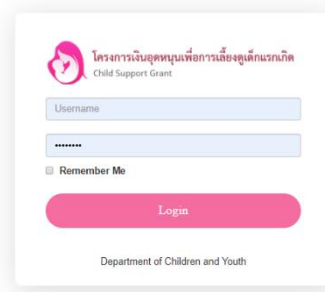 โครงการเงินอุดหนุนเพื่อการเลี้ยงดูเด็กแรกเกิด
Child Support Grant
Username
••••••••
Remember Me
Login
Department of Children and Youth